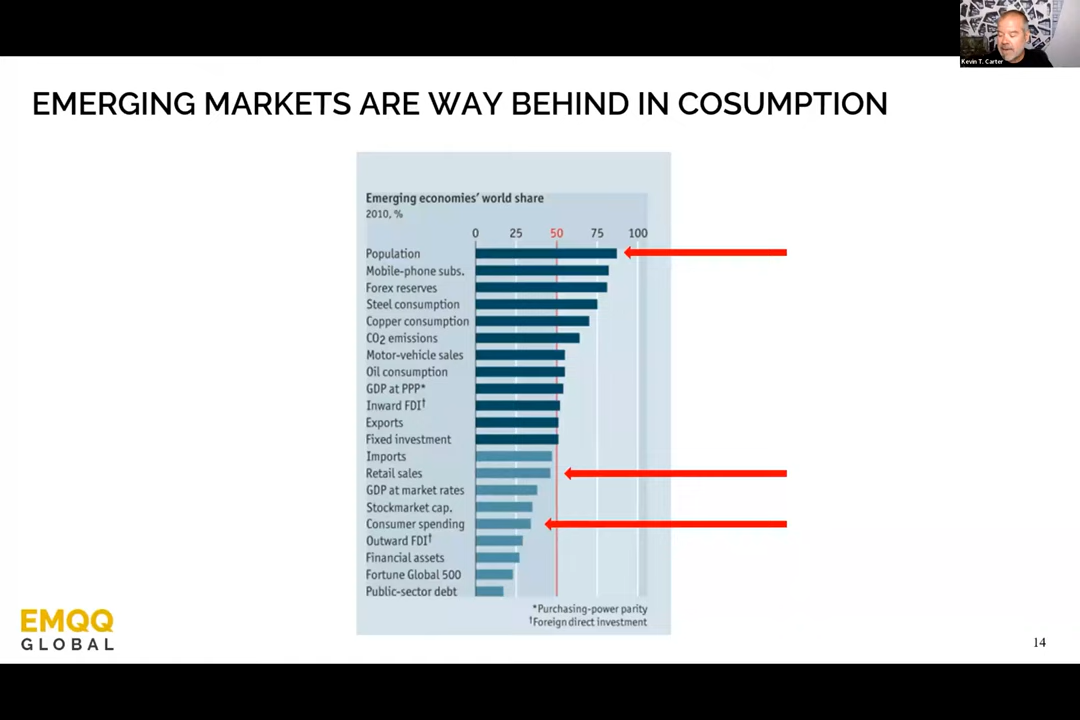 Kevin T. Carter
EMERGING MARKETS ARE WAY BEHIND IN COSUMPTION
Emerging economies' world share
2010, %
0 25 50 75 100
Population
Mobile-phone subs.
Forex reserves
Steel consumption
Copper consumption
CO2 emissions
Motor-vehicle sales
Oil consumption
GDP at PPP*
Inward FDI†
Exports
Fixed investment
Imports
Retail sales
GDP at market rates
Stockmarket cap.
Consumer spending
Outward FDI†
Financial assets
Fortune Global 500
Public-sector debt
*Purchasing-power parity
†Foreign direct investment
EMQQ
GLOBAL
14